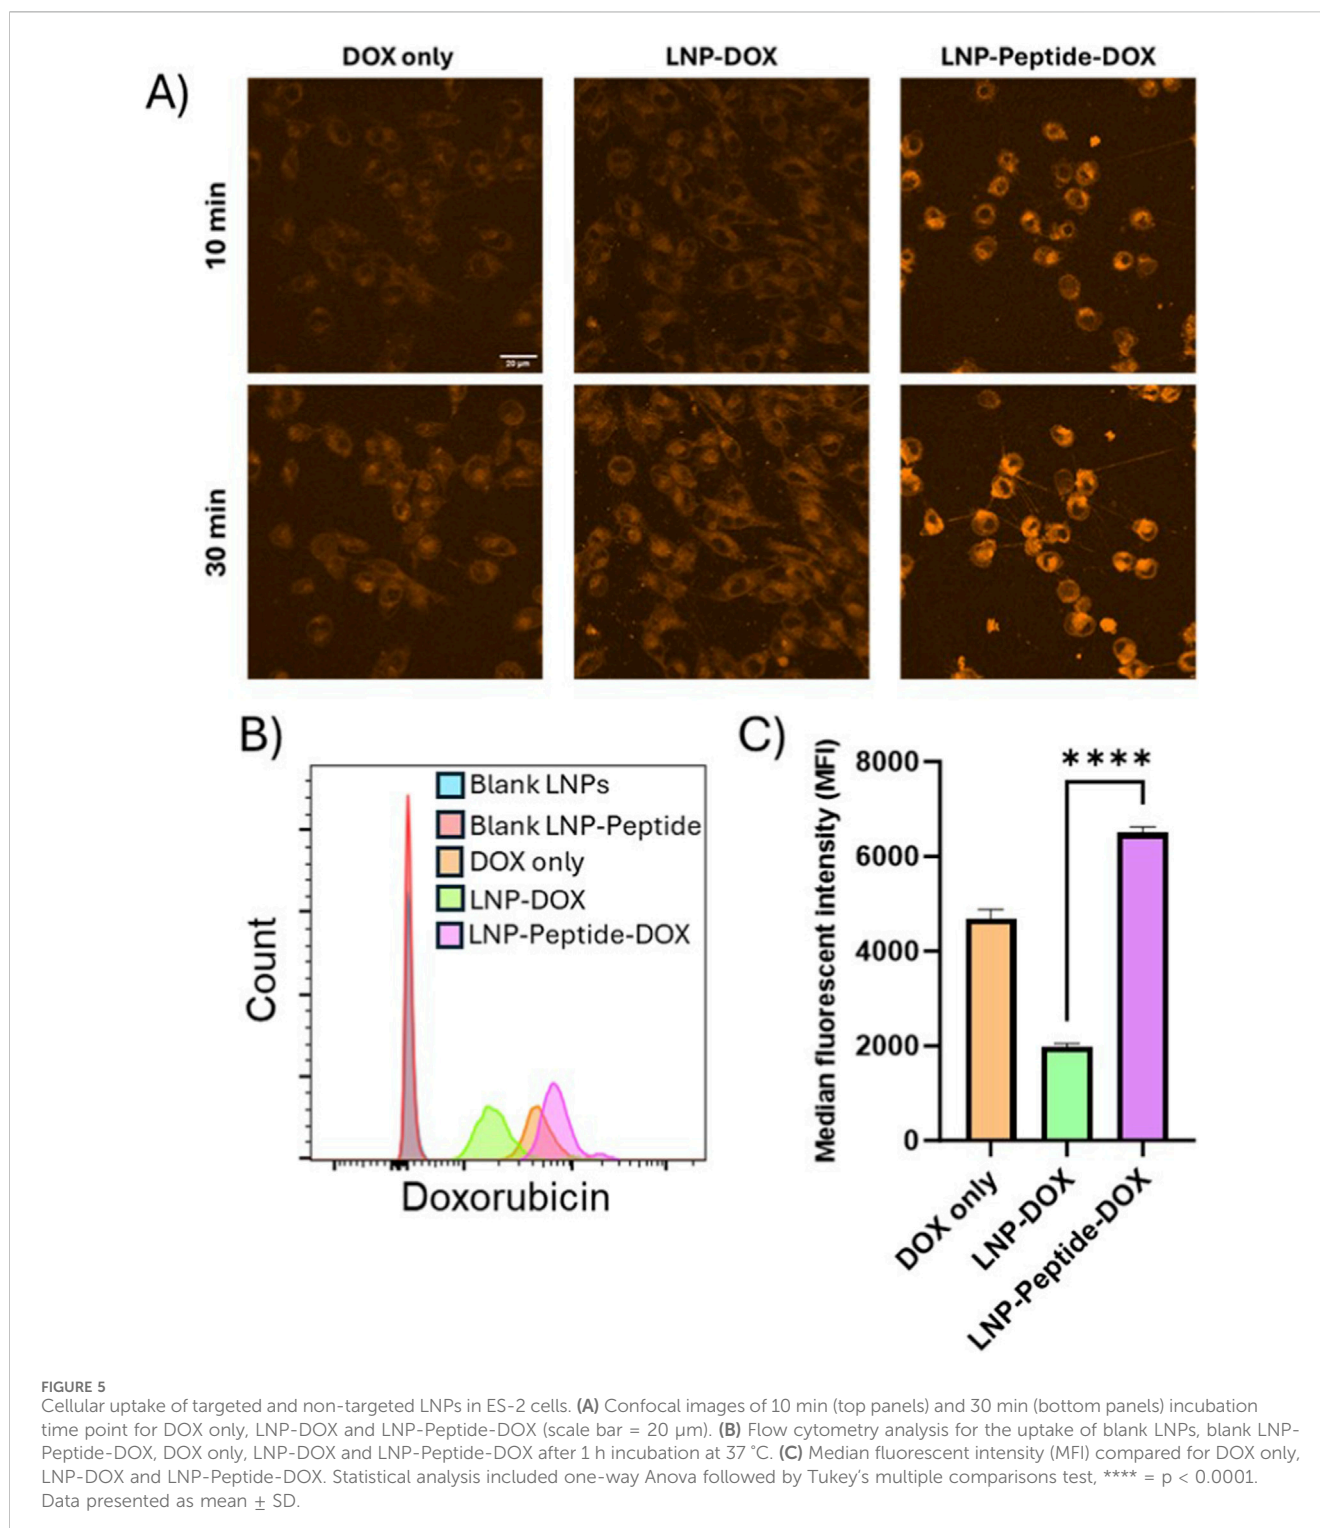 DOX only
LNP-DOX
LNP-Peptide-DOX
A)
10 min
20 µm
30 min
B)
Blank LNPs
Blank LNP-Peptide
DOX only
LNP-DOX
LNP-Peptide-DOX
Count
Doxorubicin
C)
****
Median fluorescent intensity (MFI)
8000
6000
4000
2000
0
DOX only
LNP-DOX
LNP-Peptide-DOX
FIGURE 5
Cellular uptake of targeted and non-targeted LNPs in ES-2 cells. (A) Confocal images of 10 min (top panels) and 30 min (bottom panels) incubation
time point for DOX only, LNP-DOX and LNP-Peptide-DOX (scale bar = 20 µm). (B) Flow cytometry analysis for the uptake of blank LNPs, blank LNP-
Peptide-DOX, DOX only, LNP-DOX and LNP-Peptide-DOX after 1 h incubation at 37 °C. (C) Median fluorescent intensity (MFI) compared for DOX only,
LNP-DOX and LNP-Peptide-DOX. Statistical analysis included one-way Anova followed by Tukey's multiple comparisons test, **** = p < 0.0001.
Data presented as mean ± SD.